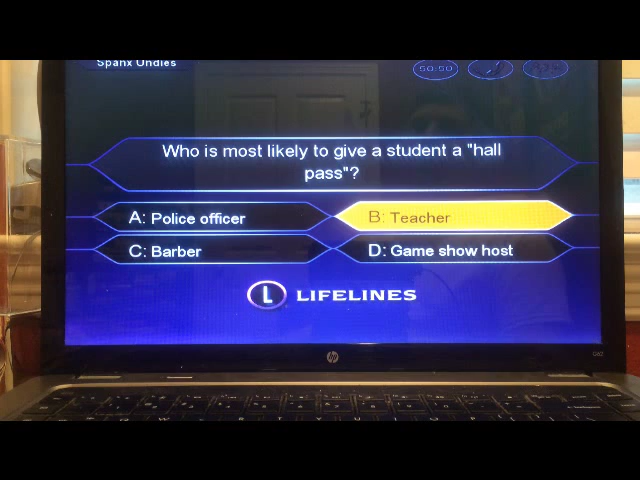 Spanx Undies
50:50
Who is most likely to give a student a "hall
pass"?
A: Police officer
B: Teacher
C: Barber
D: Game show host
L LIFELINES
hp